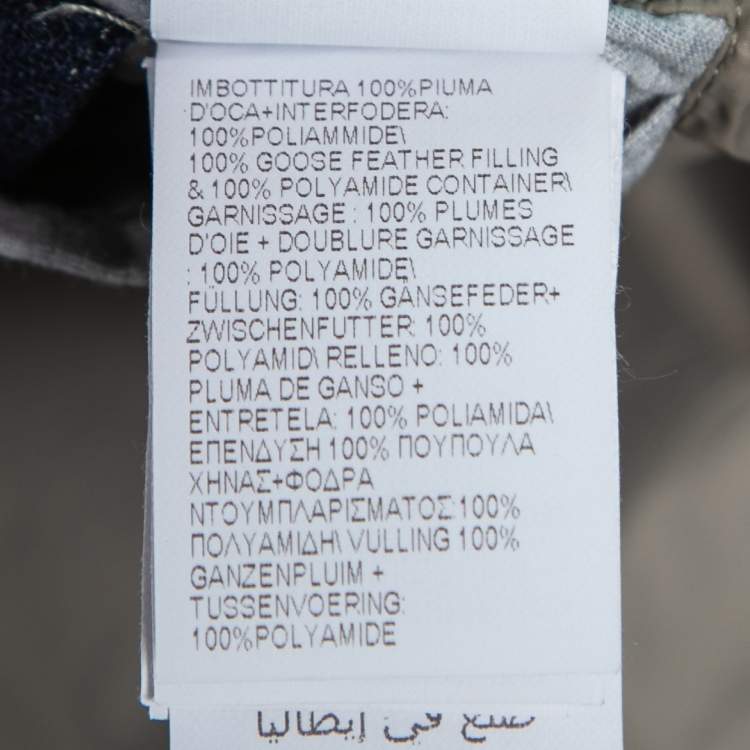 IMBOTTITURA 100%PIUMA
D'OCA+INTERFODERA:
100%POLIAMMIDE\
100% GOOSE FEATHER FILLING
& 100% POLYAMIDE CONTAINER\
GARNISSAGE : 100% PLUMES
D'OIE + DOUBLURE GARNISSAGE
: 100% POLYAMIDE\
FÜLLUNG: 100% GÄNSEFEDER+
ZWISCHENFUTTER: 100%
POLYAMID\ RELLENO: 100%
PLUMA DE GANSO +
ENTRETELA: 100% POLIAMIDA\
ΕΠΕΝΔΥΣΗ 100% ΠΟΥΠΟΥΛΑ
ΧΗΝΑΣ+ΦΟΔΡΑ
ΝΤΟΥΜΠΛΑΡΙΣΜΑΤΟΣ:100%
ΠΟΛΥΑΜΙΔΗ\ VULLING 100%
GANZENPLUIM +
TUSSENVOERING:
100%POLYAMIDE
صنع في إيطاليا